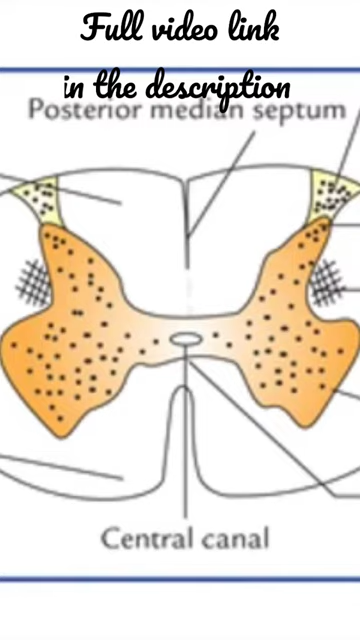 Full video link
in the description
Posterior median septum
Central canal